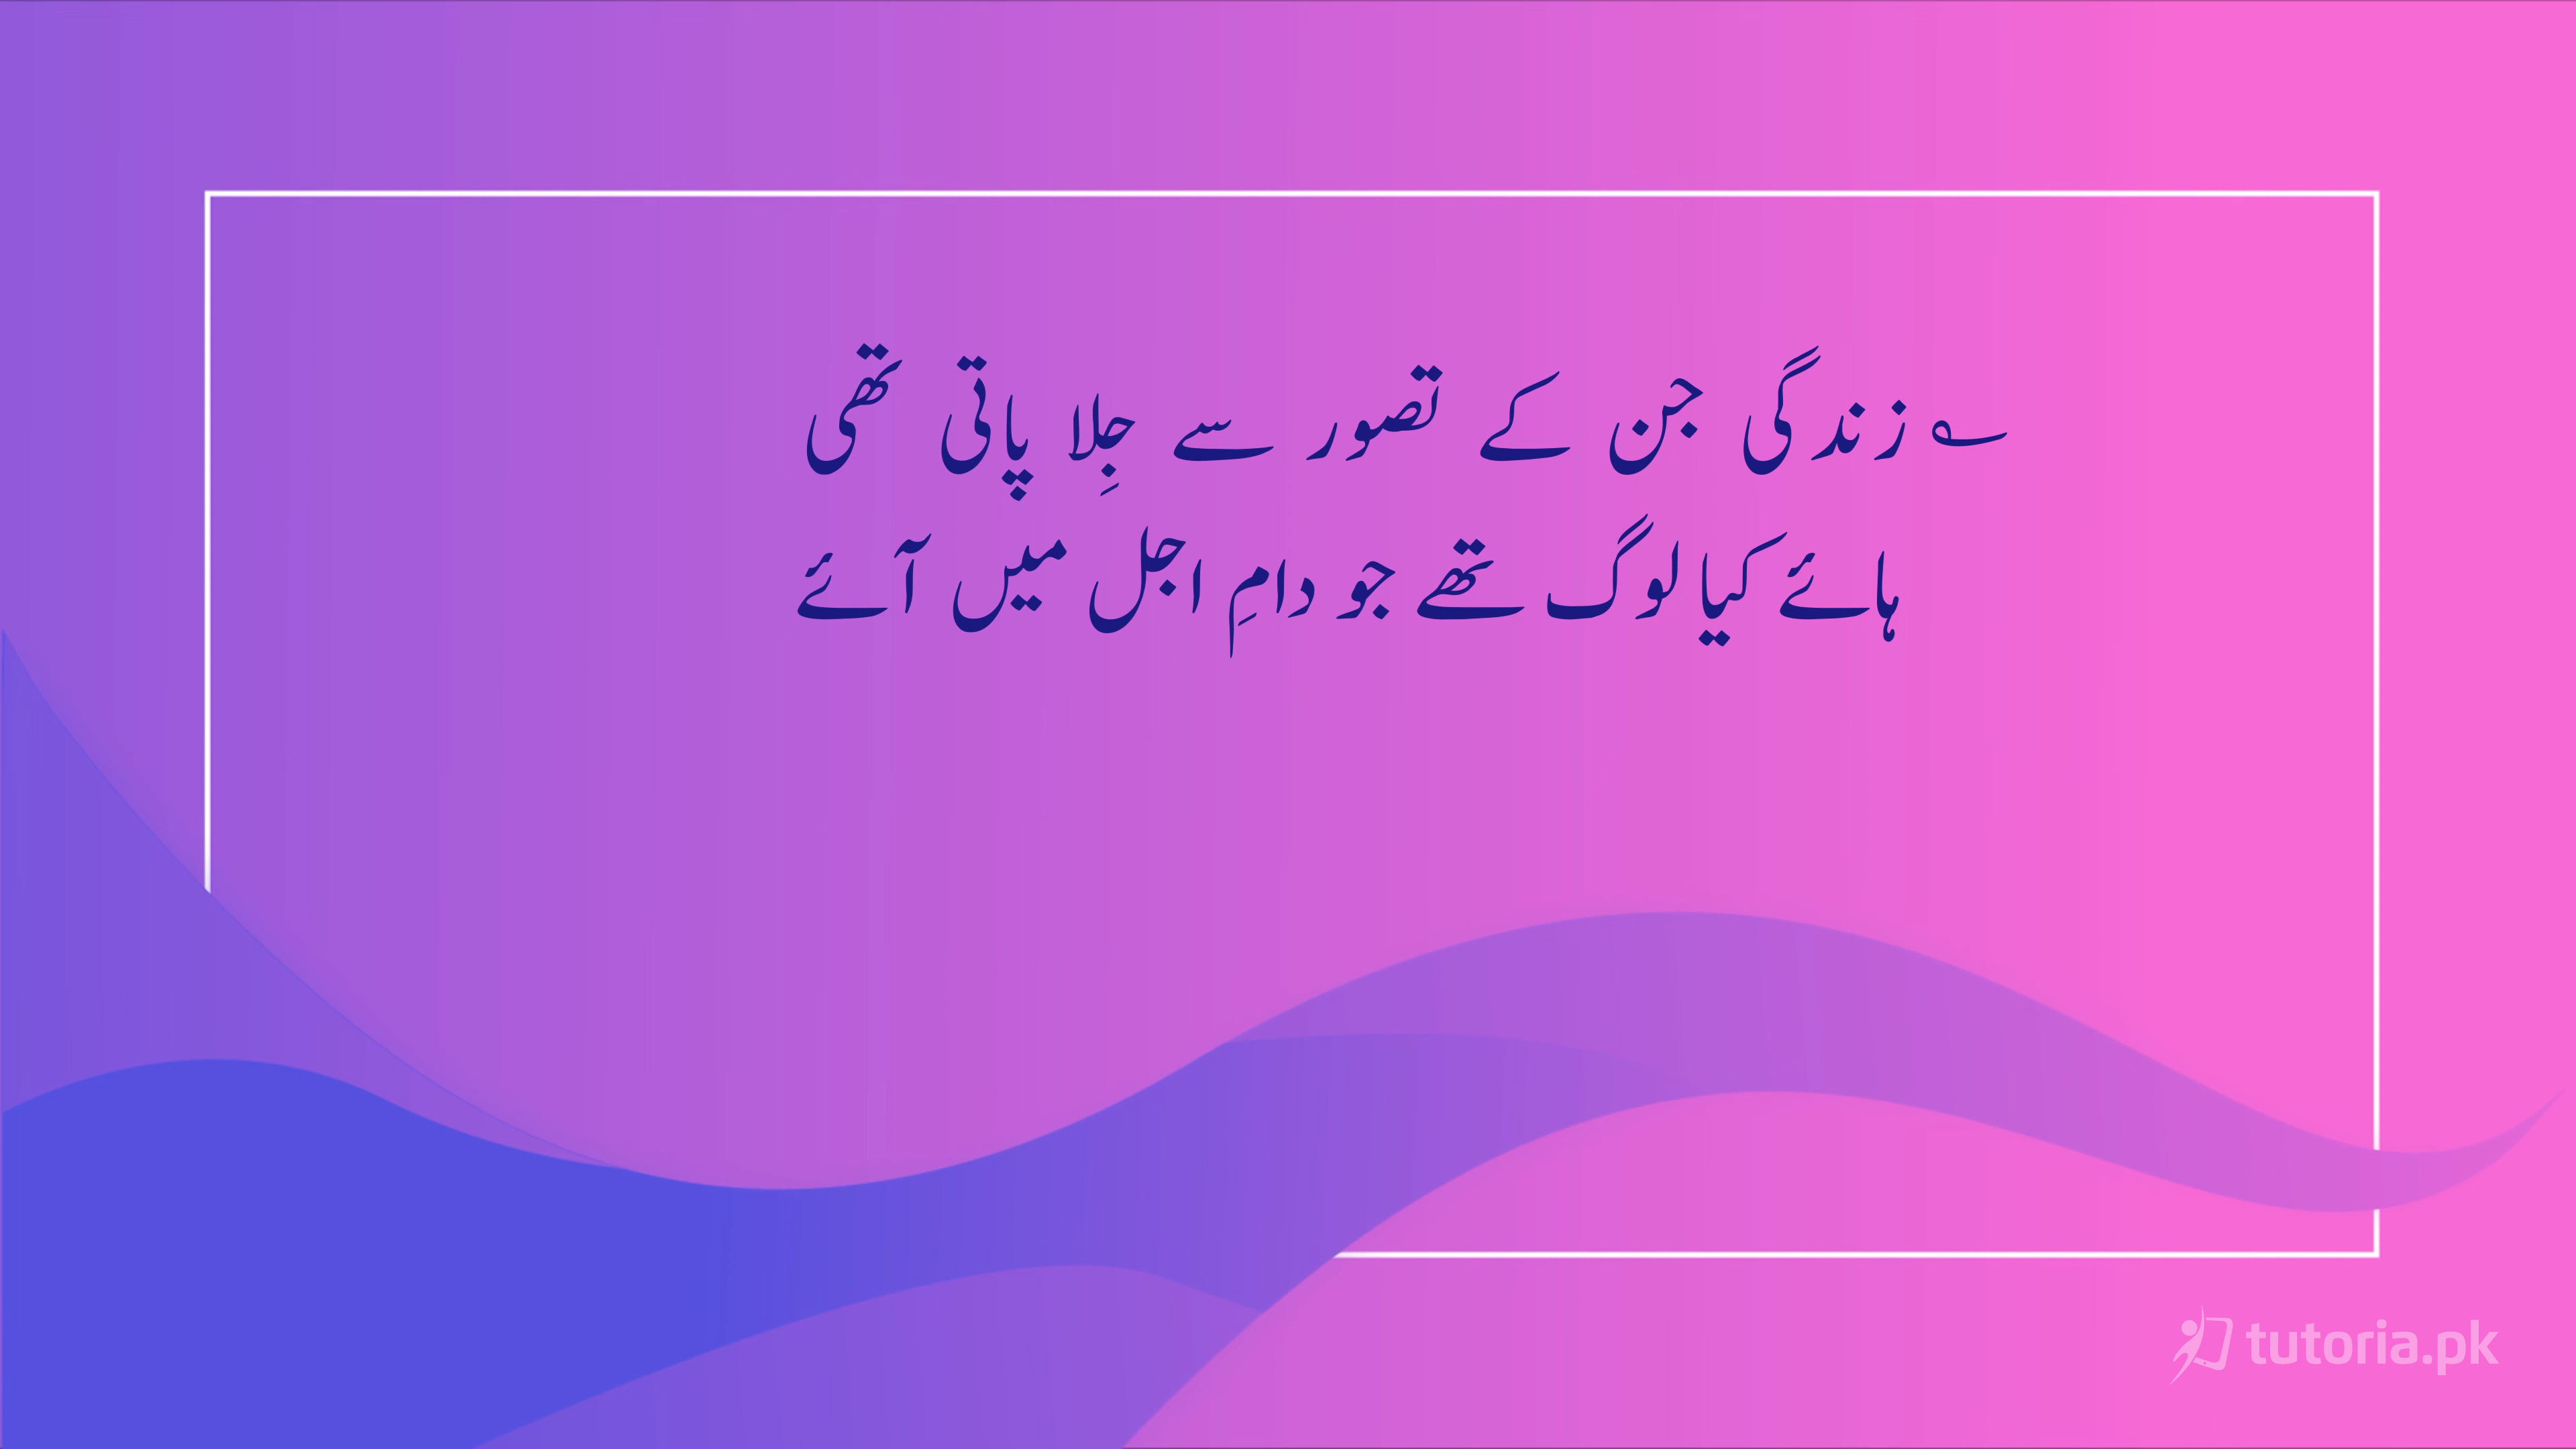 ؎ زندگی جن کے تصور سے جِلا پاتی تھی
ہائے کیا لوگ تھے جو دامِ اجل میں آئے
tutoria.pk